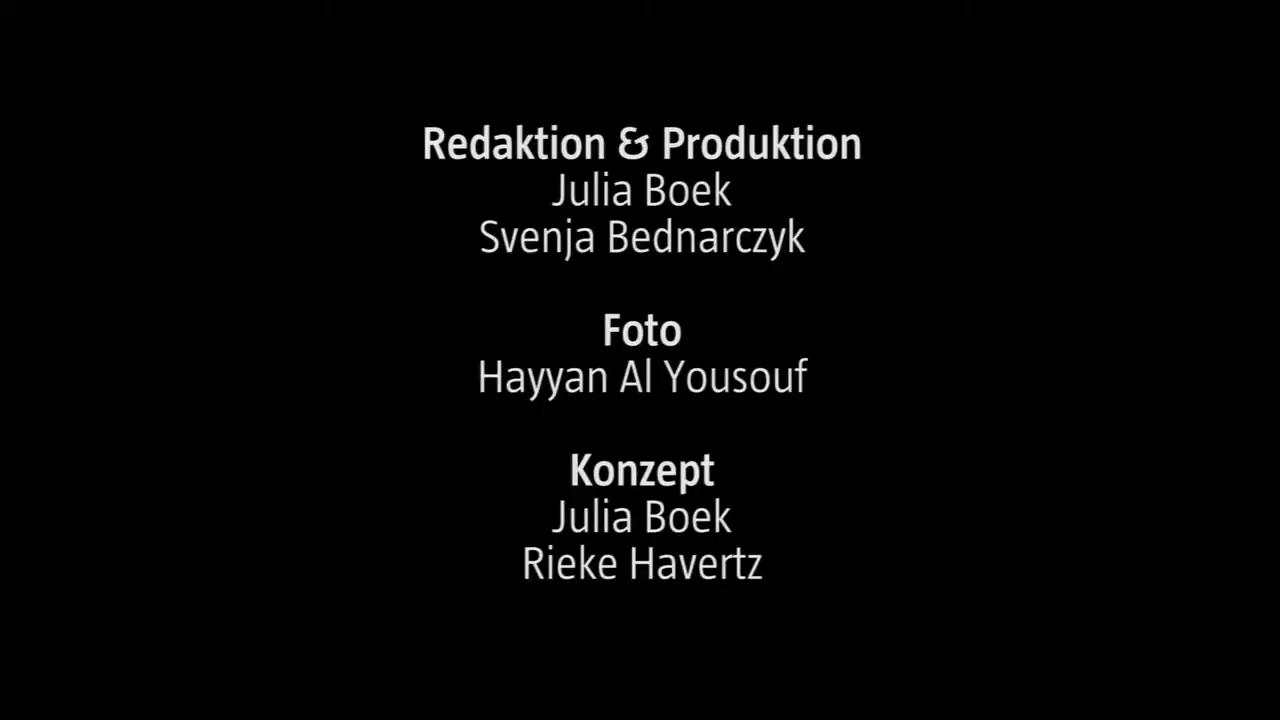 Redaktion & Produktion
Julia Boek
Svenja Bednarczyk
Foto
Hayyan Al Yousouf
Konzept
Julia Boek
Rieke Havertz